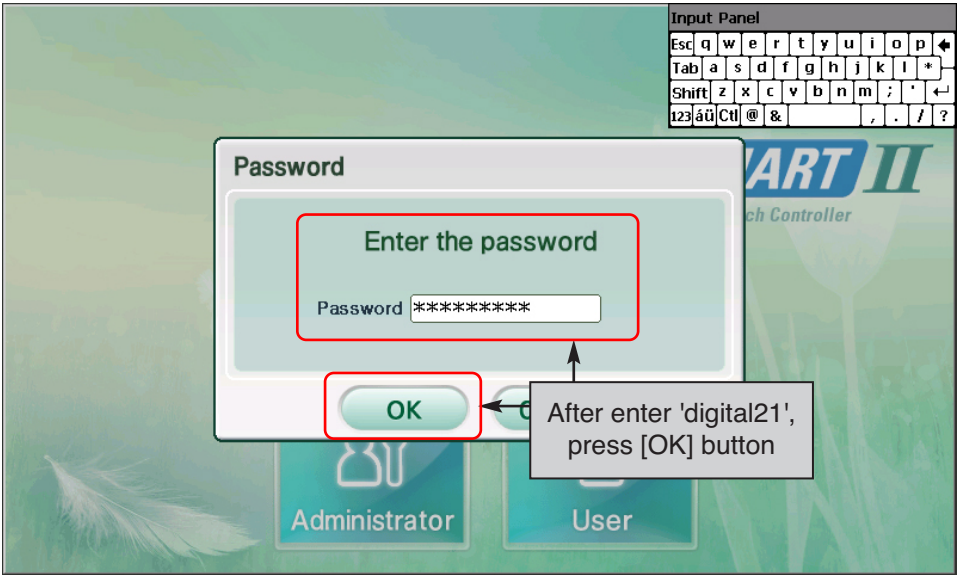 Input Panel
Esc q w e r t y u i o p
Tab a s d f g h j k l *
Shift z x c v b n m ; '
123 áü Ctl @ & , . / ?
Password
ART II
ch Controller
Enter the password
Password *********
OK
C
After enter 'digital21',
press [OK] button
Administrator
User